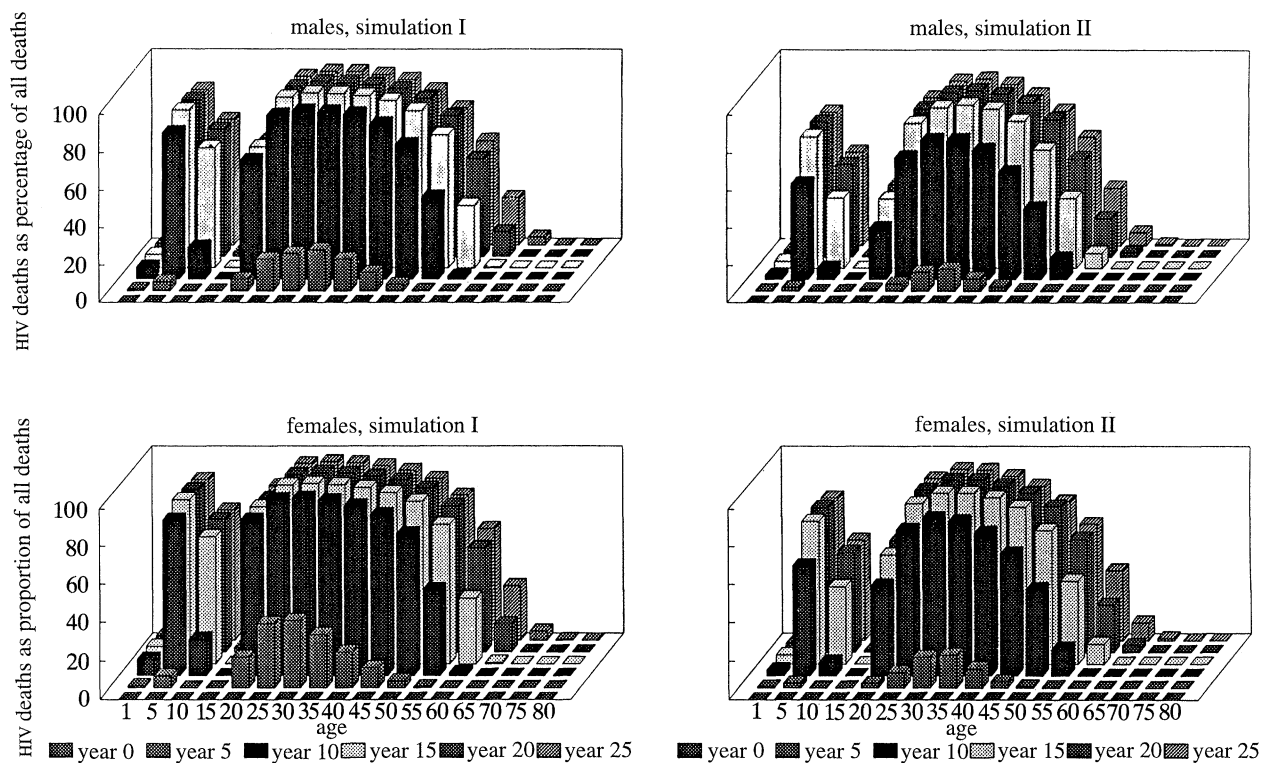 males, simulation I
HIV deaths as percentage of all deaths
100
80
60
40
20
0
males, simulation II
females, simulation I
HIV deaths as proportion of all deaths
100
80
60
40
20
0
1 5 10 15 20 25 30 35 40 45 50 55 60 65 70 75 80
age
year 0 year 5 year 10 year 15 year 20 year 25
females, simulation II
1 5 10 15 20 25 30 35 40 45 50 55 60 65 70 75 80
age
year 0 year 5 year 10 year 15 year 20 year 25